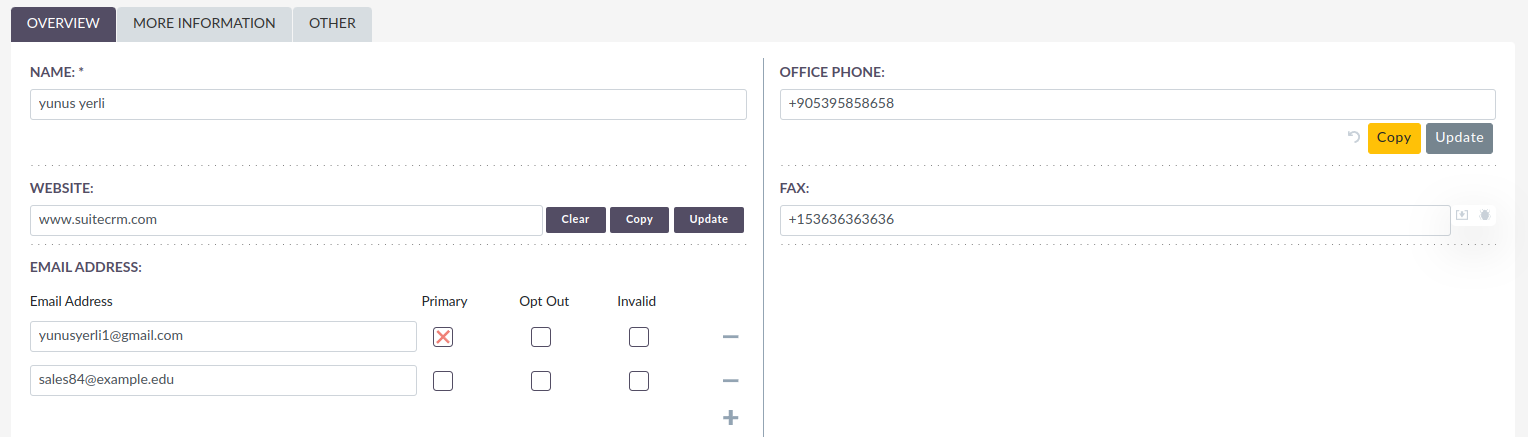 OVERVIEW MORE INFORMATION OTHER
NAME: *
yunus yerli
OFFICE PHONE:
+905395858658
Copy Update
WEBSITE:
www.suitecrm.com Clear Copy Update
FAX:
+153636363636
EMAIL ADDRESS:
Email Address Primary Opt Out Invalid
yunusyerli1@gmail.com
sales84@example.edu